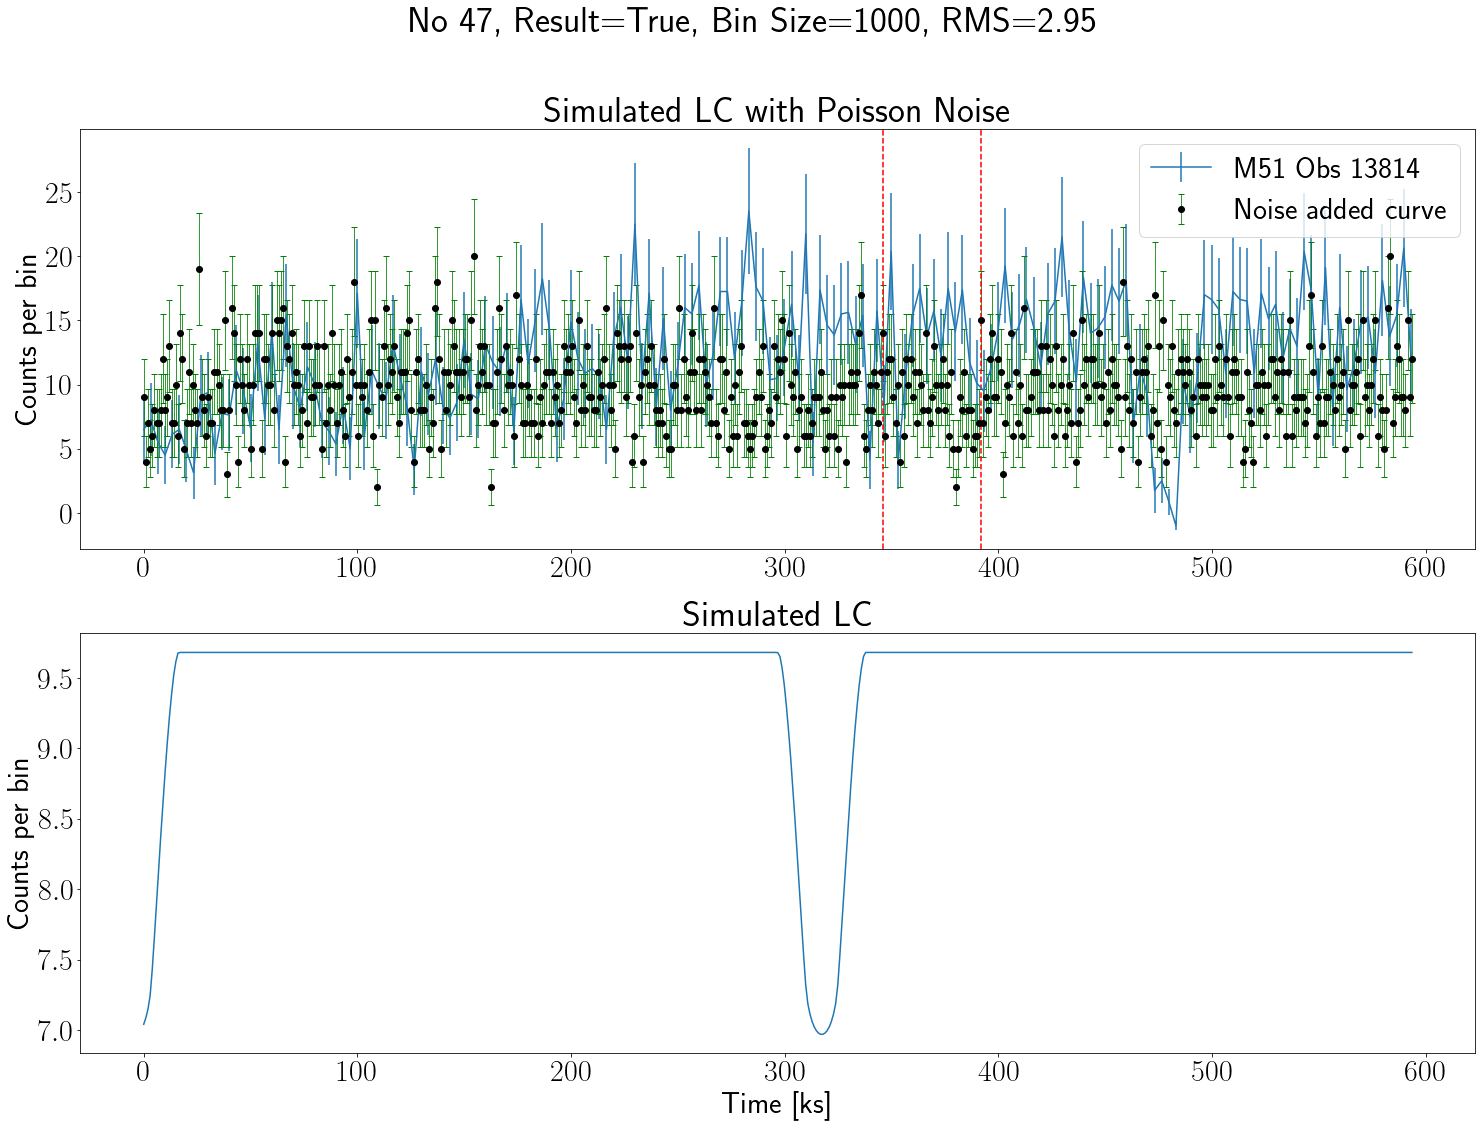 No 47, Result=True, Bin Size=1000, RMS=2.95
Simulated LC with Poisson Noise
Counts per bin
25
20
15
10
5
0
M51 Obs 13814
Noise added curve
0 100 200 300 400 500 600
Simulated LC
Counts per bin
9.5
9.0
8.5
8.0
7.5
7.0
0 100 200 300 400 500 600
Time [ks]